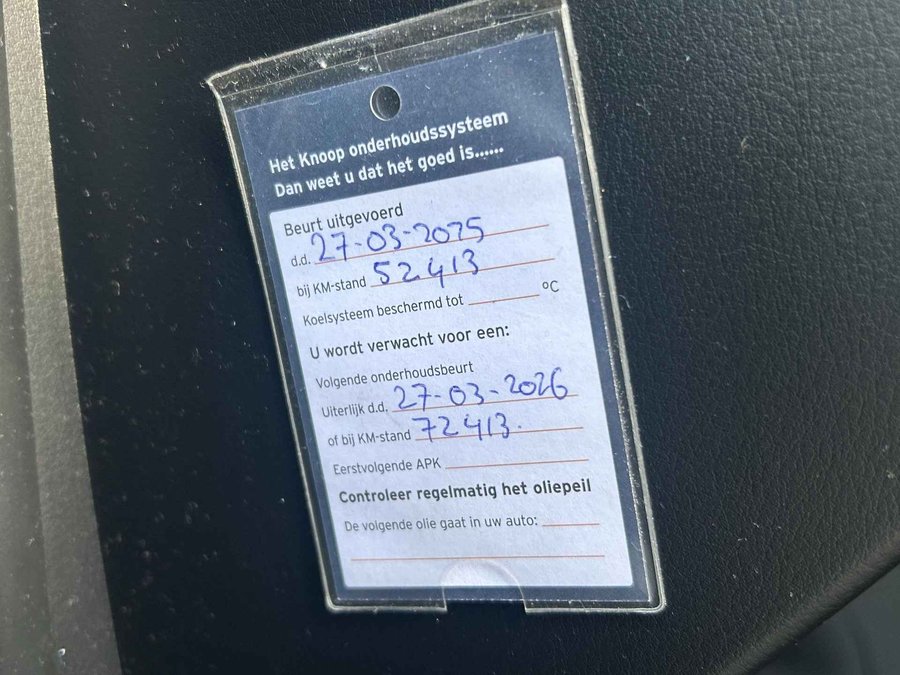 Het Knoop onderhoudssysteem
Dan weet u dat het goed is......
Beurt uitgevoerd
d.d. 27-03-2025
bij KM-stand 52413
Koelsysteem beschermd tot ______ °C
U wordt verwacht voor een:
Volgende onderhoudsbeurt
Uiterlijk d.d. 27-03-2026
of bij KM-stand 72413.
Eerstvolgende APK
Controleer regelmatig het oliepeil
De volgende olie gaat in uw auto: